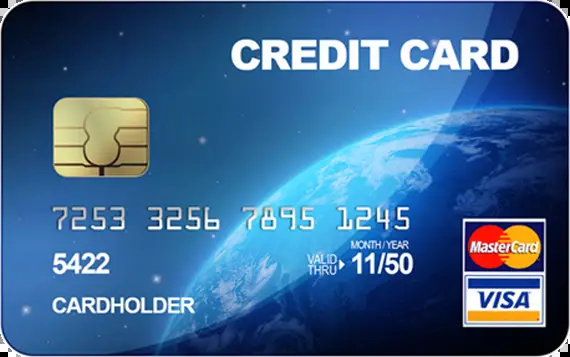 CREDIT CARD
7253 3256 7895 1245
MONTH / YEAR
5422
VALID THRU 11/50
CARDHOLDER
MasterCard
VISA